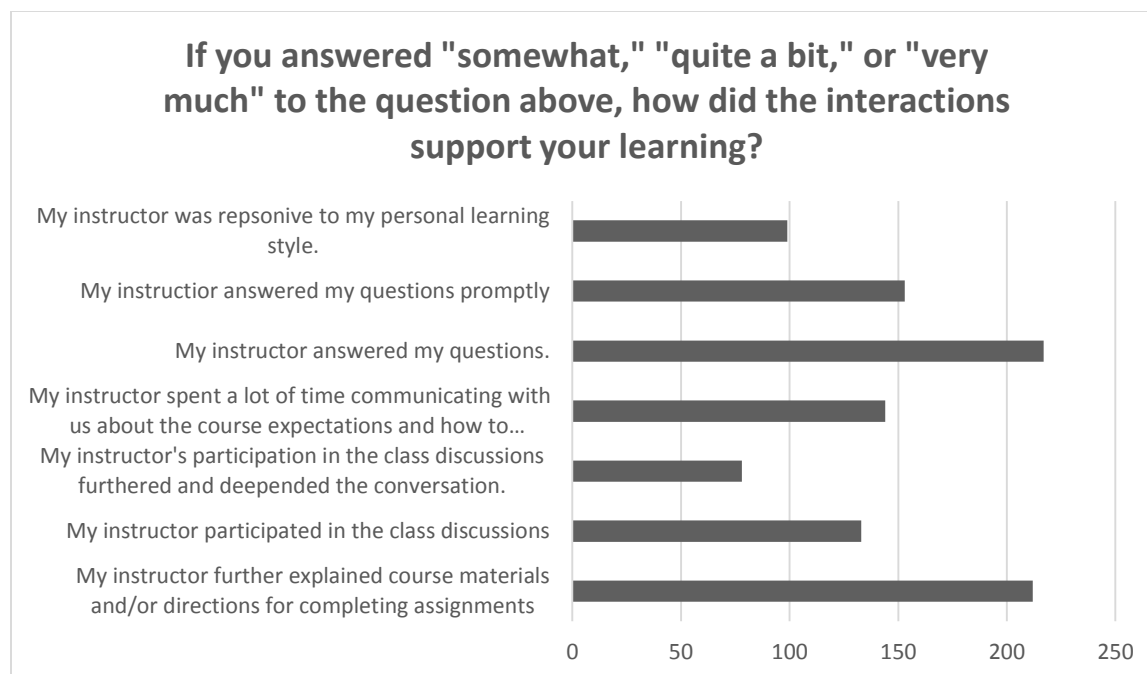 If you answered "somewhat," "quite a bit," or "very
much" to the question above, how did the interactions
support your learning?
My instructor was repsonive to my personal learning
style.
My instructior answered my questions promptly
My instructor answered my questions.
My instructor spent a lot of time communicating with
us about the course expectations and how to…
My instructor's participation in the class discussions
furthered and deepended the conversation.
My instructor participated in the class discussions
My instructor further explained course materials
and/or directions for completing assignments
0 50 100 150 200 250